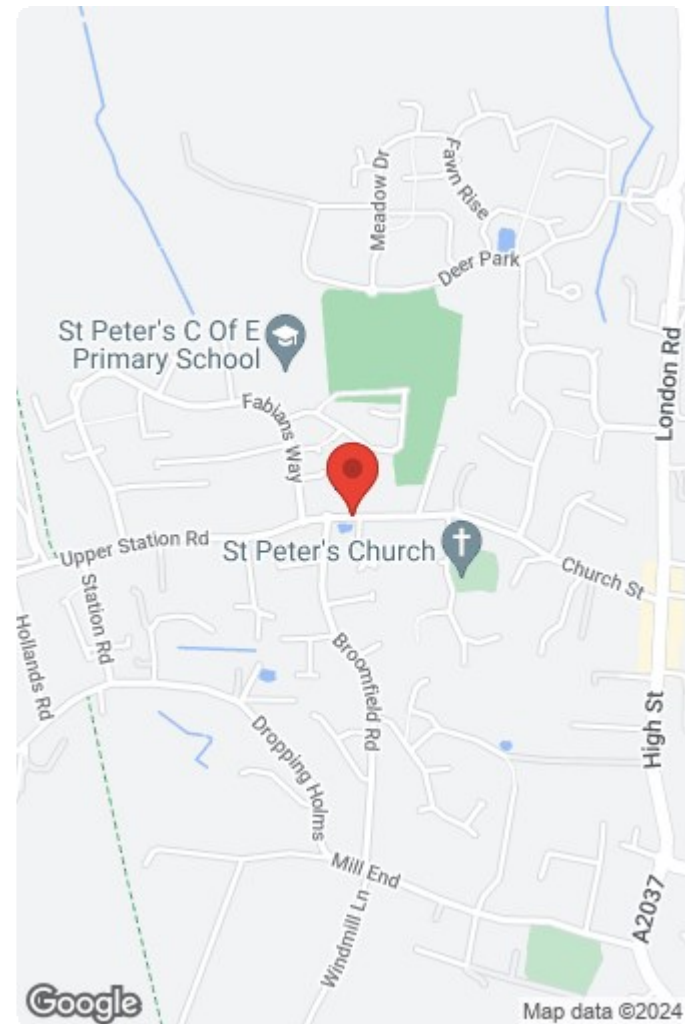 Meadow Dr
Fawn Rise
Deer Park
St Peter's C Of E
Primary School
London Rd
Fabians Way
Upper Station Rd
St Peter's Church
Church St
Station Rd
Hollands Rd
Broomfield Rd
High St
Dropping Holms
Mill End
A2037
Windmill Ln
Google
Map data ©2024